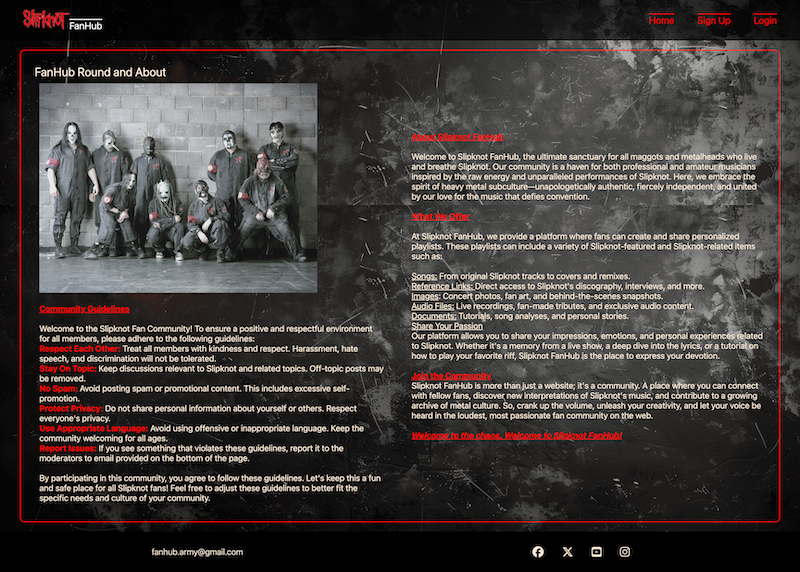 Slipknot FanHub
Home
Sign Up
Login
FanHub Round and About
Community Guidelines
Welcome to the Slipknot Fan Community! To ensure a positive and respectful environment
for all members, please adhere to the following guidelines:
Respect Each Other: Treat all members with kindness and respect. Harassment, hate
speech, and discrimination will not be tolerated.
Stay On Topic: Keep discussions relevant to Slipknot and related topics. Off-topic posts may
be removed.
No Spam: Avoid posting spam or promotional content. This includes excessive self-
promotion.
Protect Privacy: Do not share personal information about yourself or others. Respect
everyone's privacy.
Use Appropriate Language: Avoid using offensive or inappropriate language. Keep the
community welcoming for all ages.
Report Issues: If you see something that violates these guidelines, report it to the
moderators to email provided on the bottom of the page.
By participating in this community, you agree to follow these guidelines. Let's keep this a fun
and safe place for all Slipknot fans! Feel free to adjust these guidelines to better fit the
specific needs and culture of your community.
About Slipknot FanHub
Welcome to Slipknot FanHub, the ultimate sanctuary for all maggots and metalheads who live
and breathe Slipknot. Our community is a haven for both professional and amateur musicians
inspired by the raw energy and unparalleled performances of Slipknot. Here, we embrace the
spirit of heavy metal subculture—unapologetically authentic, fiercely independent, and united
by our love for the music that defies convention.
What We Offer
At Slipknot FanHub, we provide a platform where fans can create and share personalized
playlists. These playlists can include a variety of Slipknot-featured and Slipknot-related items
such as:
Songs: From original Slipknot tracks to covers and remixes.
Reference Links: Direct access to Slipknot's discography, interviews, and more.
Images: Concert photos, fan art, and behind-the-scenes snapshots.
Audio Files: Live recordings, fan-made tributes, and exclusive audio content.
Documents: Tutorials, song analyses, and personal stories.
Share Your Passion
Our platform allows you to share your impressions, emotions, and personal experiences related
to Slipknot. Whether it's a memory from a live show, a deep dive into the lyrics, or a tutorial on
how to play your favorite riff, Slipknot FanHub is the place to express your devotion.
Join the Community
Slipknot FanHub is more than just a website; it's a community. A place where you can connect
with fellow fans, discover new interpretations of Slipknot's music, and contribute to a growing
archive of metal culture. So, crank up the volume, unleash your creativity, and let your voice be
heard in the loudest, most passionate fan community on the web.
Welcome to the chaos. Welcome to Slipknot FanHub!
fanhub.army@gmail.com